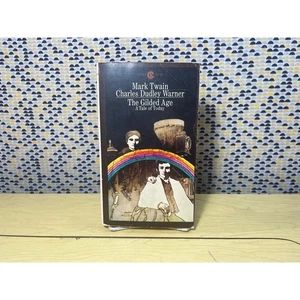 Mark Twain
Charles Dudley Warner
The Gilded Age
A Tale of Today